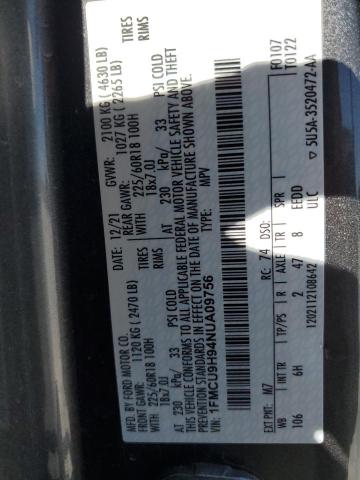 MFD. BY FORD MOTOR CO.
DATE: 12/21 GVWR: 2100 KG ( 4630 LB)
FRONT GAWR: 1120 KG (2470 LB) REAR GAWR: 1027 KG ( 2265 LB)
WITH 225/60R18 100H TIRES WITH 225/60R18 100H TIRES
18x7.0J RIMS 18x7.0J RIMS
AT 230 kPa/ 33 PSI COLD AT 230 kPa/ 33 PSI COLD
THIS VEHICLE CONFORMS TO ALL APPLICABLE FEDERAL MOTOR VEHICLE SAFETY AND THEFT
PREVENTION STANDARDS IN EFFECT ON THE DATE OF MANUFACTURE SHOWN ABOVE.
VIN: 1FMCU9H94NUA09756 TYPE: MPV
F0107
T0122
EXT PNT: M7 RC: 74 DSO:
WB INT TR TP/PS R AXLE TR SPR
106 6H 2 47 8 EEDD
1202112108642 ULC
5U5A-3520472-AA